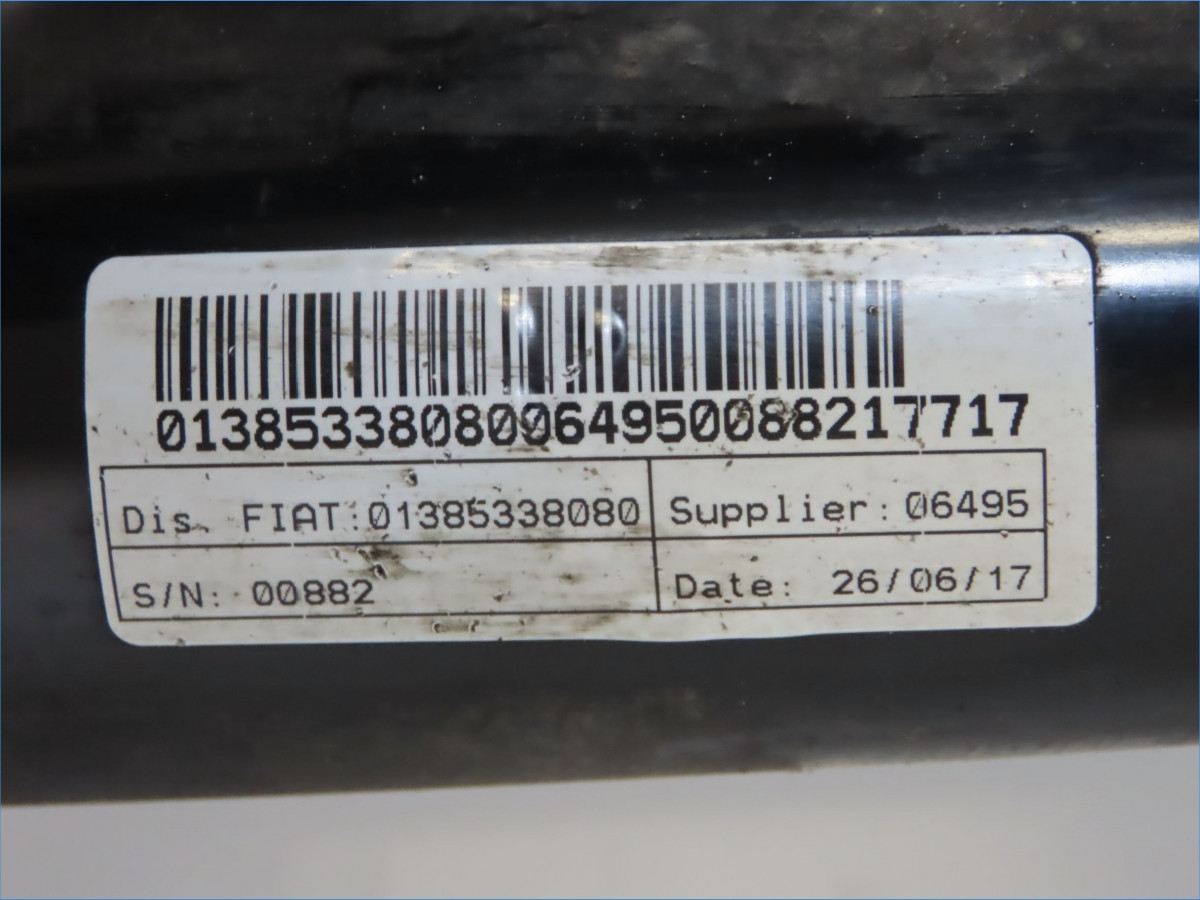 01385338080064950088217717
Dis. FIAT:01385338080
Supplier: 06495
S/N: 00882
Date: 26/06/17